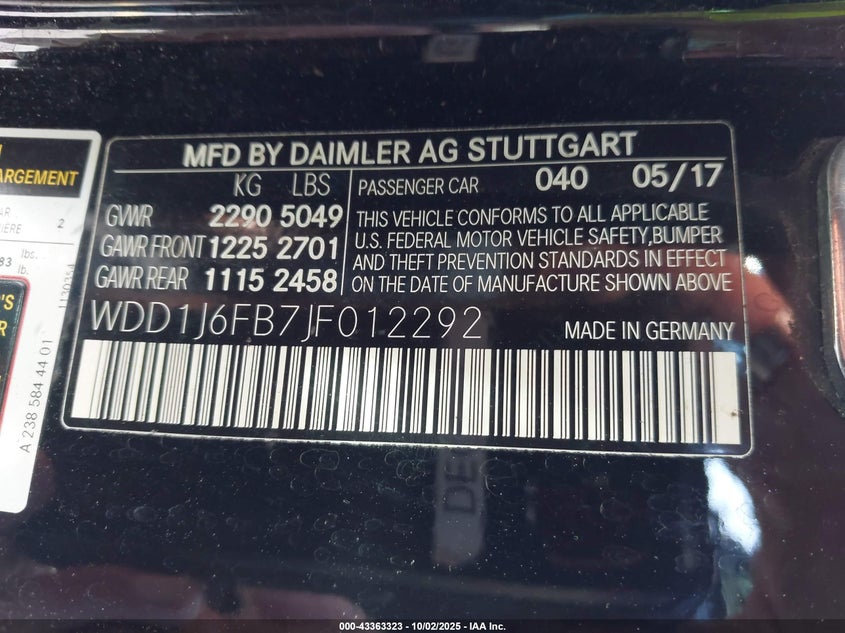 MFD BY DAIMLER AG STUTTGART
KG LBS
GVWR 2290 5049
GAWR FRONT 1225 2701
GAWR REAR 1115 2458
PASSENGER CAR 040 05/17
THIS VEHICLE CONFORMS TO ALL APPLICABLE
U.S. FEDERAL MOTOR VEHICLE SAFETY,BUMPER
AND THEFT PREVENTION STANDARDS IN EFFECT
ON THE DATE OF MANUFACTURE SHOWN ABOVE
WDD1J6FB7JF012292 MADE IN GERMANY
ARGEMENT
2
lbs.
lb.
A 238 584 44 01
000-43363323 - 10/02/2025 - IAA Inc.